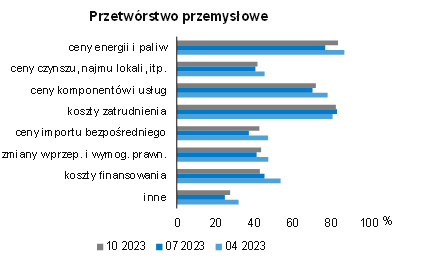 Przetwórstwo przemysłowe
ceny energii i paliw
ceny czynszu, najmu lokali, itp.
ceny komponentów i usług
koszty zatrudnienia
ceny importu bezpośredniego
zmiany w przep. i wymog. prawn.
koszty finansowania
inne
0 20 40 60 80 100 %
10 2023 07 2023 04 2023